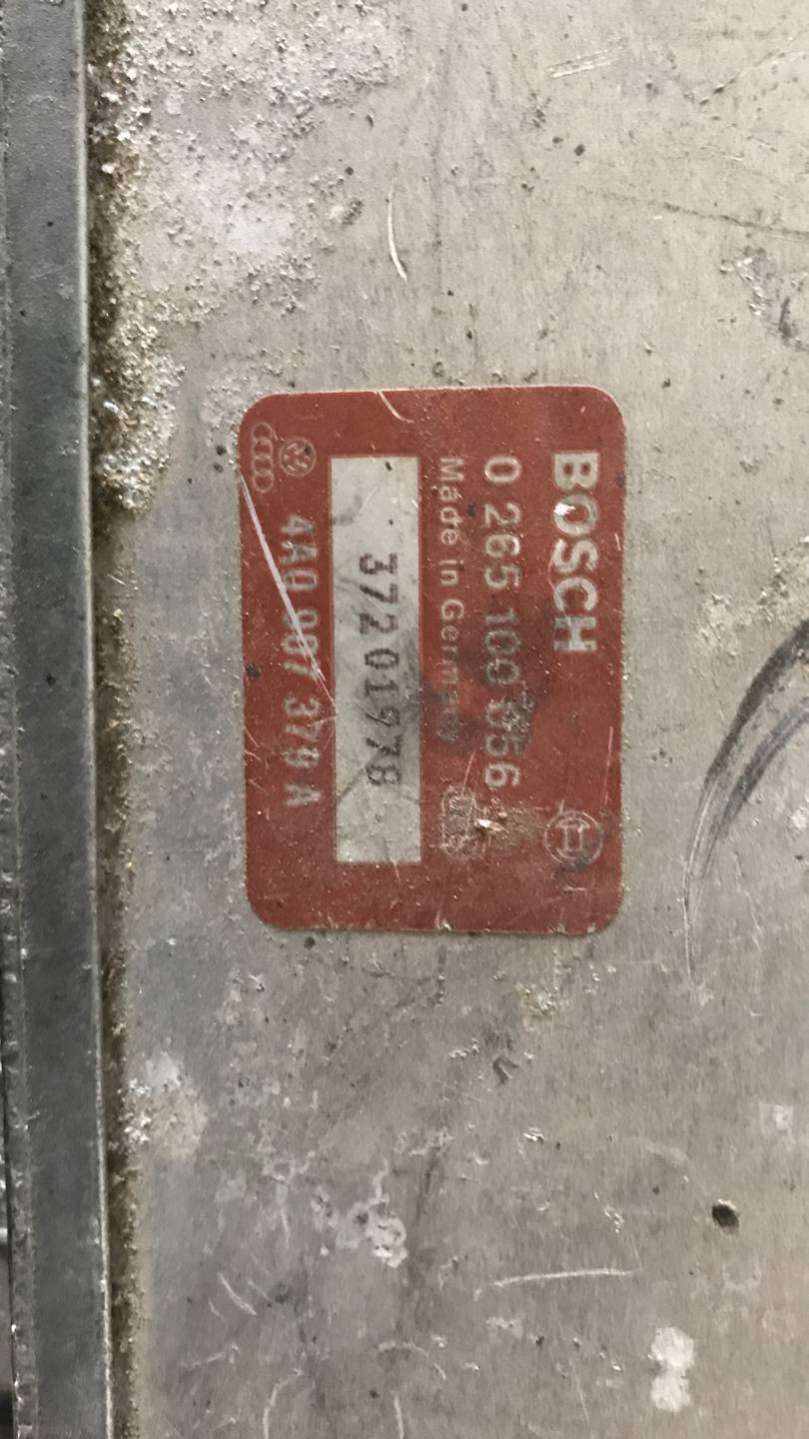 BOSCH
0 265 100 056
Made in Germany
37201978
4A0 907 379 A